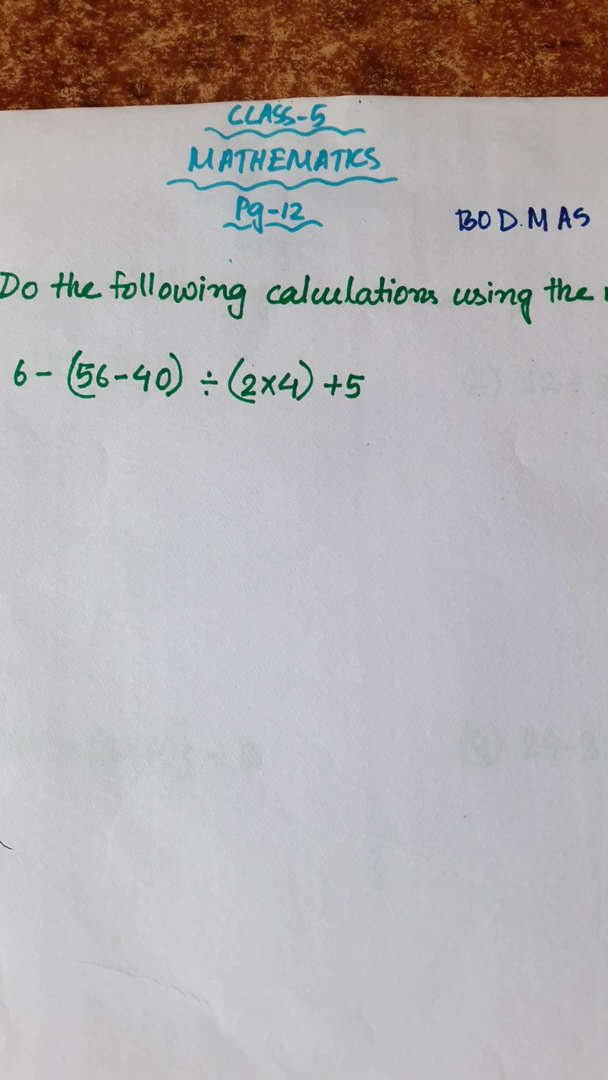 CLASS-5
MATHEMATICS
Pg-12
BODMAS
Do the following calculations using the
6-(56-40)÷(2×4)+5